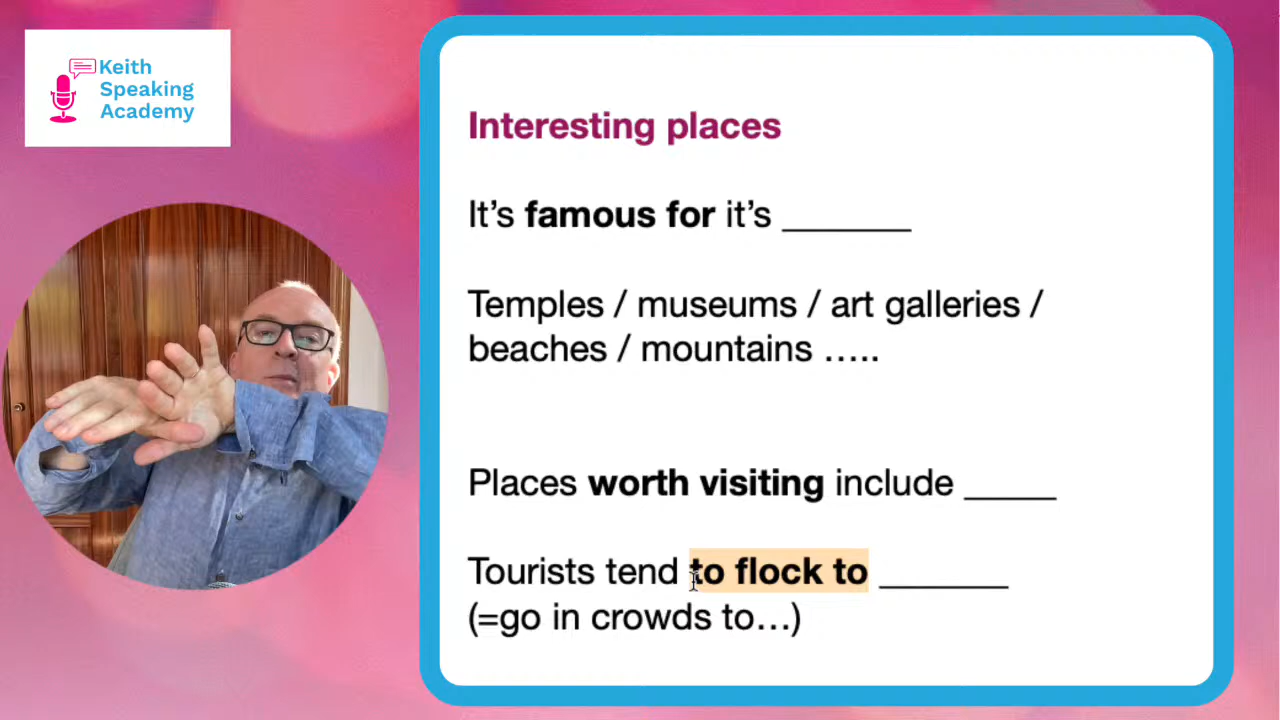 Keith
Speaking
Academy
Interesting places
It’s famous for it’s _______
Temples / museums / art galleries /
beaches / mountains …..
Places worth visiting include _____
Tourists tend to flock to _______
(=go in crowds to…)